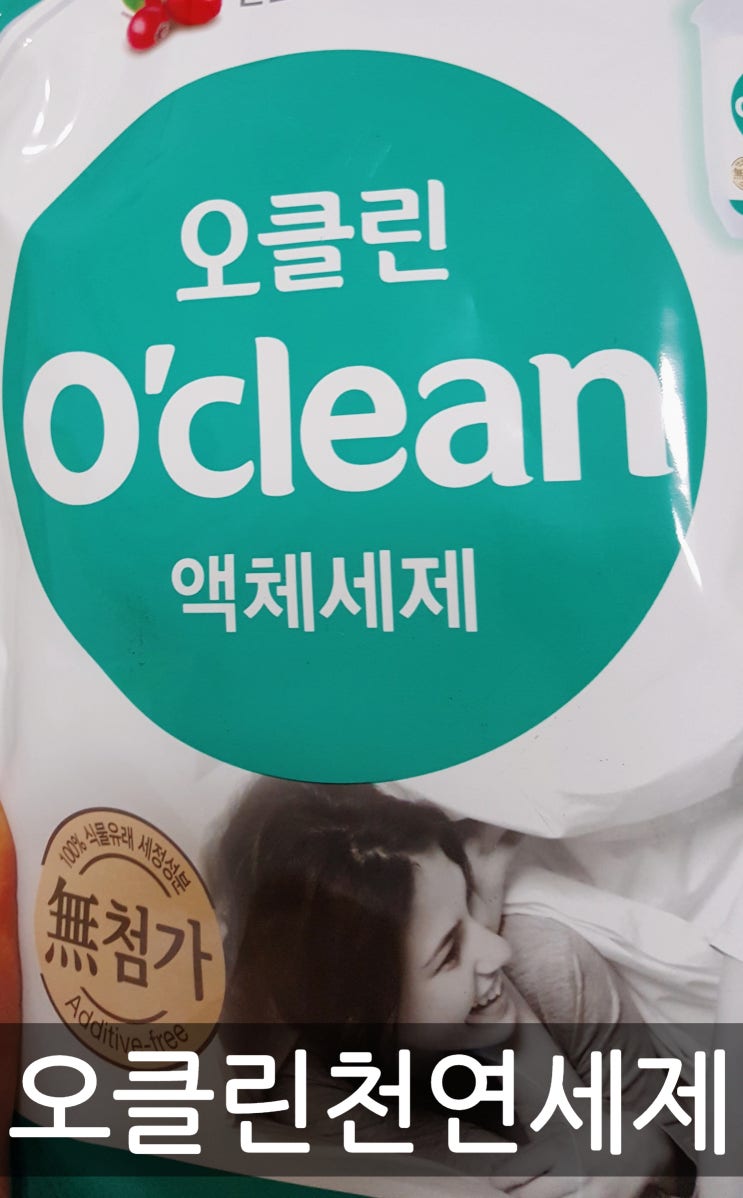 오클린
O'clean
액체세제
100% 식물유래 세정성분
無첨가
Additive-free
오클린천연세제